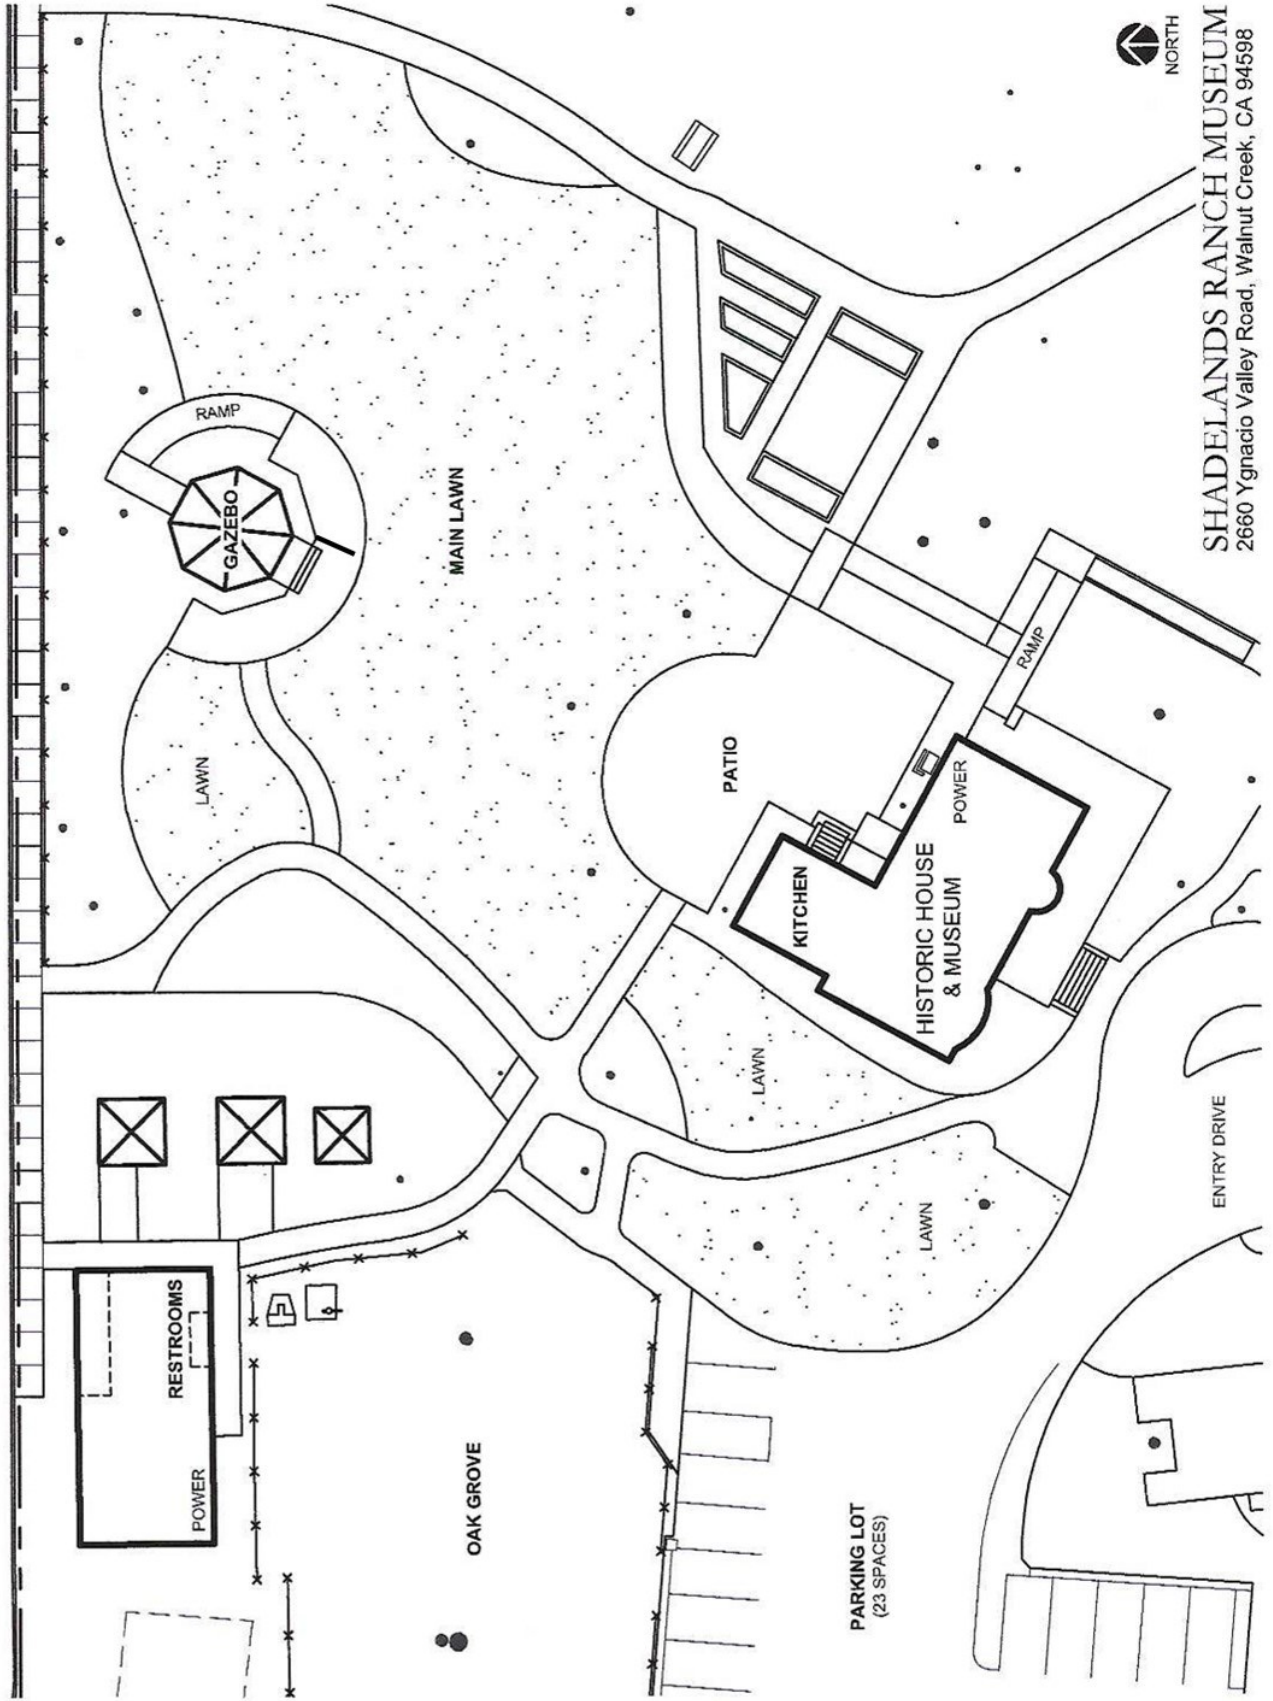 NORTH
SHADELANDS RANCH MUSEUM
2660 Ygnacio Valley Road, Walnut Creek, CA 94598
RAMP
GAZEBO
MAIN LAWN
LAWN
PATIO
RAMP
POWER
KITCHEN
HISTORIC HOUSE
& MUSEUM
LAWN
LAWN
ENTRY DRIVE
RESTROOMS
POWER
OAK GROVE
PARKING LOT
(23 SPACES)